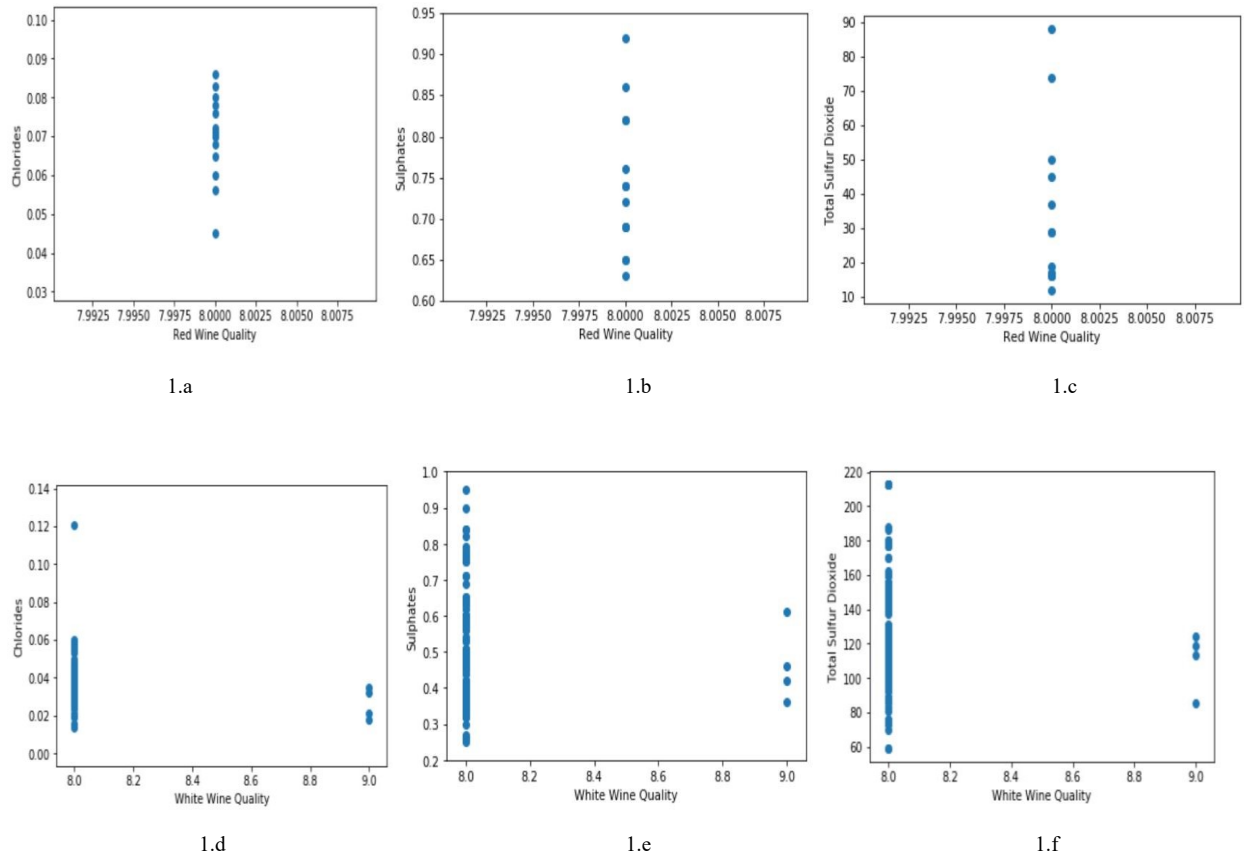 0.10
0.09
0.08
0.07
0.06
0.05
0.04
0.03
Chlorides
7.9925 7.9950 7.9975 8.0000 8.0025 8.0050 8.0075
Red Wine Quality
1.a
0.95
0.90
0.85
0.80
0.75
0.70
0.65
0.60
Sulphates
7.9925 7.9950 7.9975 8.0000 8.0025 8.0050 8.0075
Red Wine Quality
1.b
90
80
70
60
50
40
30
20
10
Total Sulfur Dioxide
7.9925 7.9950 7.9975 8.0000 8.0025 8.0050 8.0075
Red Wine Quality
1.c
0.14
0.12
0.10
0.08
0.06
0.04
0.02
0.00
Chlorides
8.0 8.2 8.4 8.6 8.8 9.0
White Wine Quality
1.d
1.0
0.9
0.8
0.7
0.6
0.5
0.4
0.3
0.2
Sulphates
8.0 8.2 8.4 8.6 8.8 9.0
White Wine Quality
1.e
220
200
180
160
140
120
100
80
60
Total Sulfur Dioxide
8.0 8.2 8.4 8.6 8.8 9.0
White Wine Quality
1.f